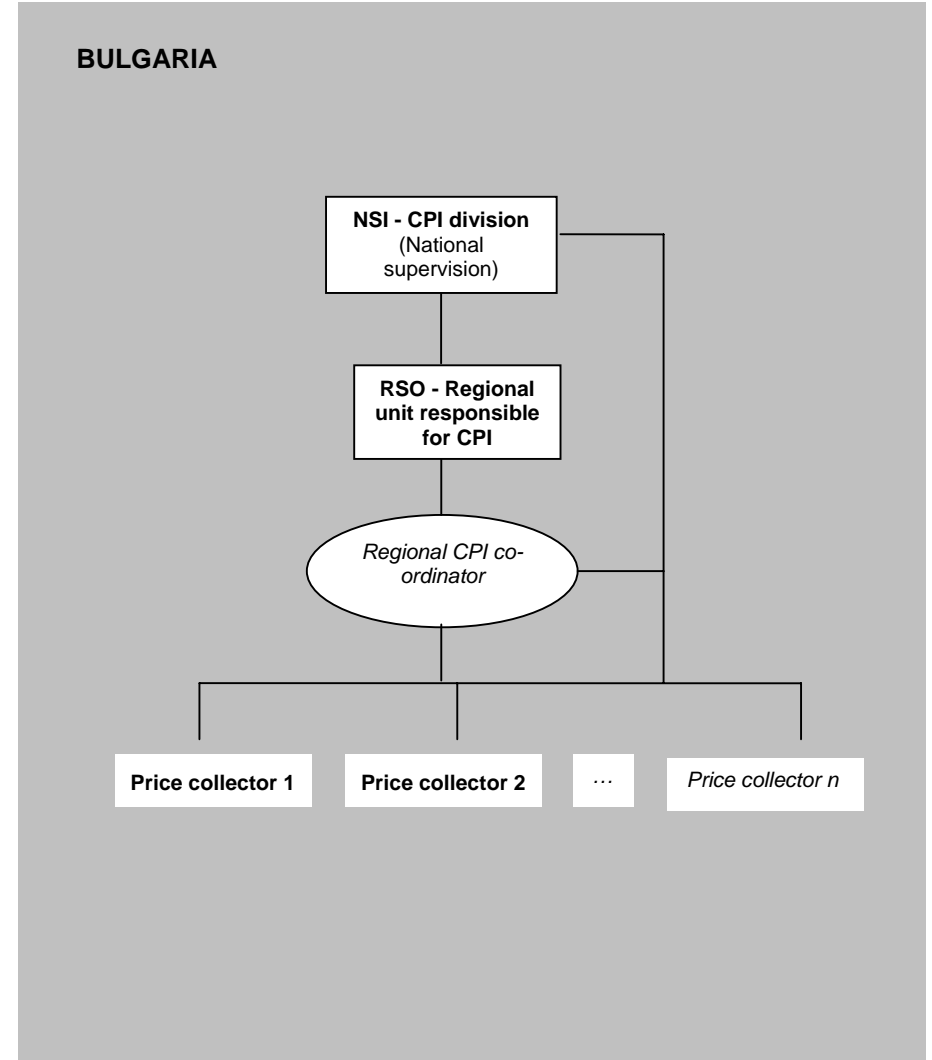 BULGARIA
NSI - CPI division
(National
supervision)
RSO - Regional
unit responsible
for CPI
Regional CPI co-
ordinator
Price collector 1
Price collector 2
…
Price collector n